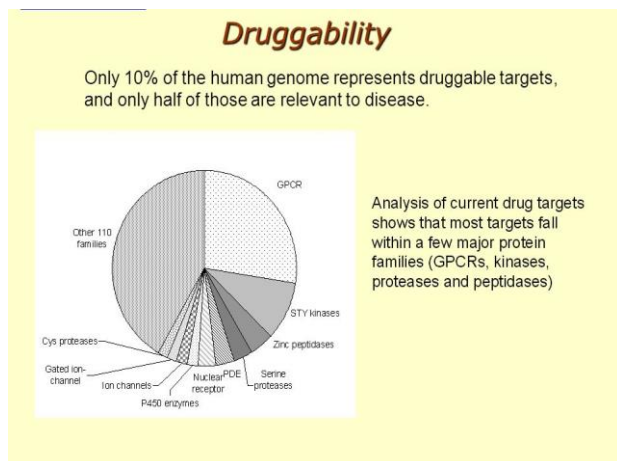 Druggability
Only 10% of the human genome represents druggable targets,
and only half of those are relevant to disease.
GPCR
Other 110
families
STY kinases
Cys proteases
Zinc peptidases
Gated ion-
channel
Ion channels
P450 enzymes
Nuclear
receptor
PDE
Serine
proteases
Analysis of current drug targets
shows that most targets fall
within a few major protein
families (GPCRs, kinases,
proteases and peptidases)